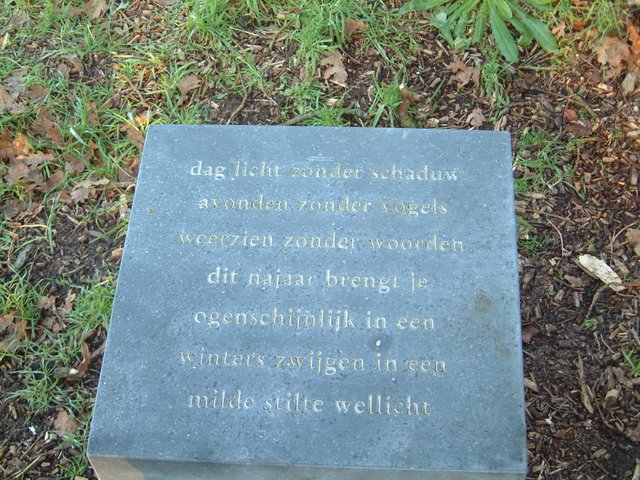 dag licht zonder schaduw
avonden zonder vogels
weerzien zonder woorden
dit najaar brengt je
ogenschijnlijk in een
winters zwijgen in een
milde stilte wellicht